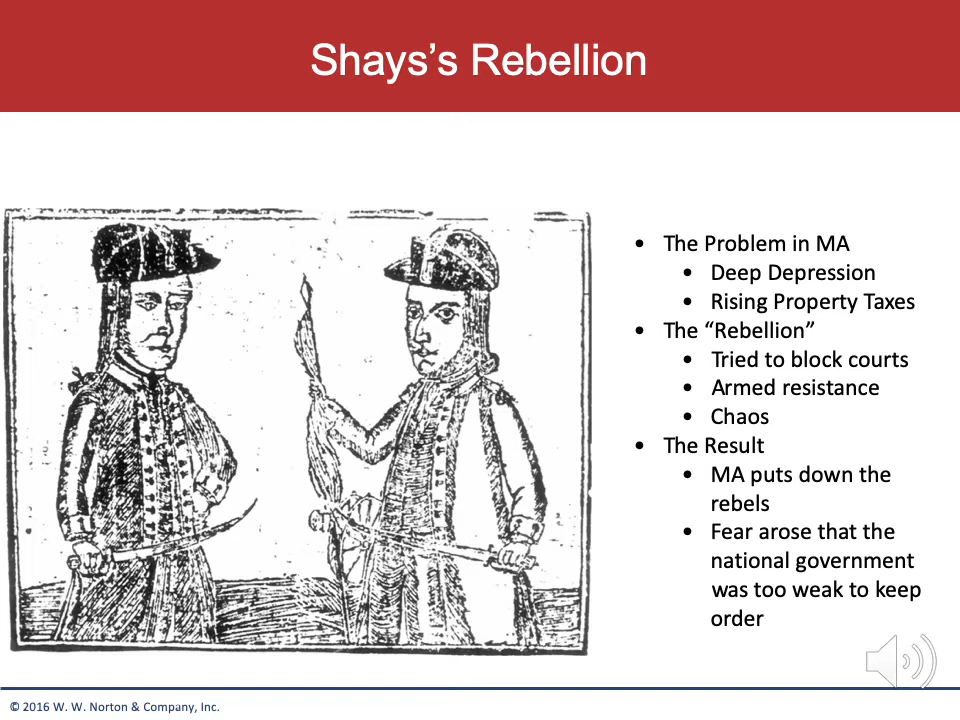 Shays’s Rebellion
• The Problem in MA
• Deep Depression
• Rising Property Taxes
• The “Rebellion”
• Tried to block courts
• Armed resistance
• Chaos
• The Result
• MA puts down the
rebels
• Fear arose that the
national government
was too weak to keep
order
© 2016 W. W. Norton & Company, Inc.